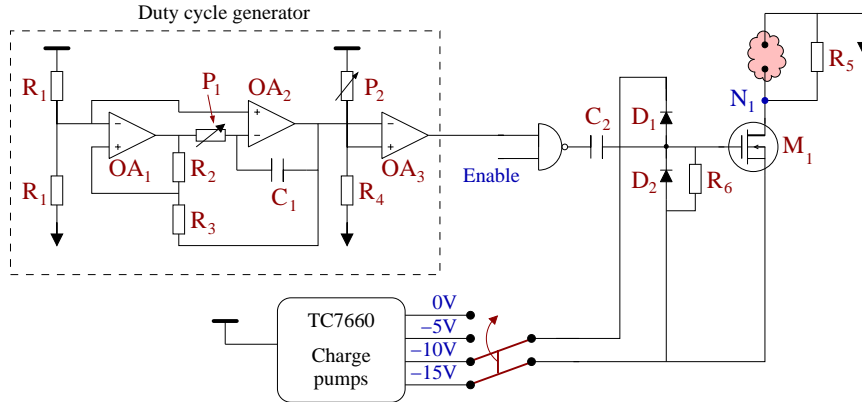 Duty cycle generator
R1
P1
OA2
P2
OA1
R2
C1
R1
R3
R4
OA3
Enable
C2
D1
D2
R6
N1
R5
M1
TC7660
Charge
pumps
0V
−5V
−10V
−15V